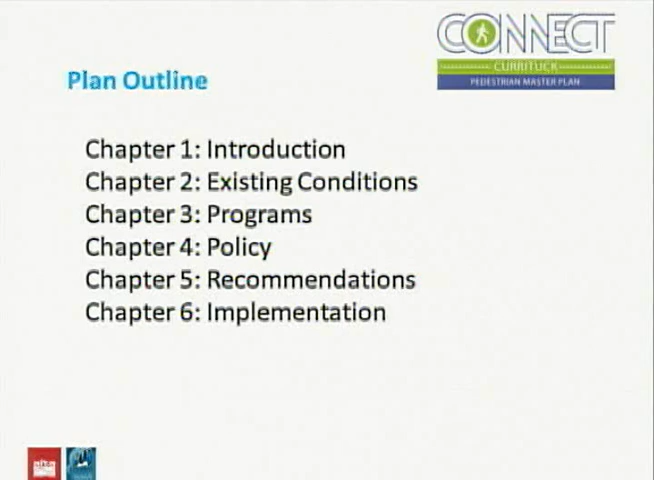 CONNECT
CURRITUCK
PEDESTRIAN MASTER PLAN
Plan Outline
Chapter 1: Introduction
Chapter 2: Existing Conditions
Chapter 3: Programs
Chapter 4: Policy
Chapter 5: Recommendations
Chapter 6: Implementation